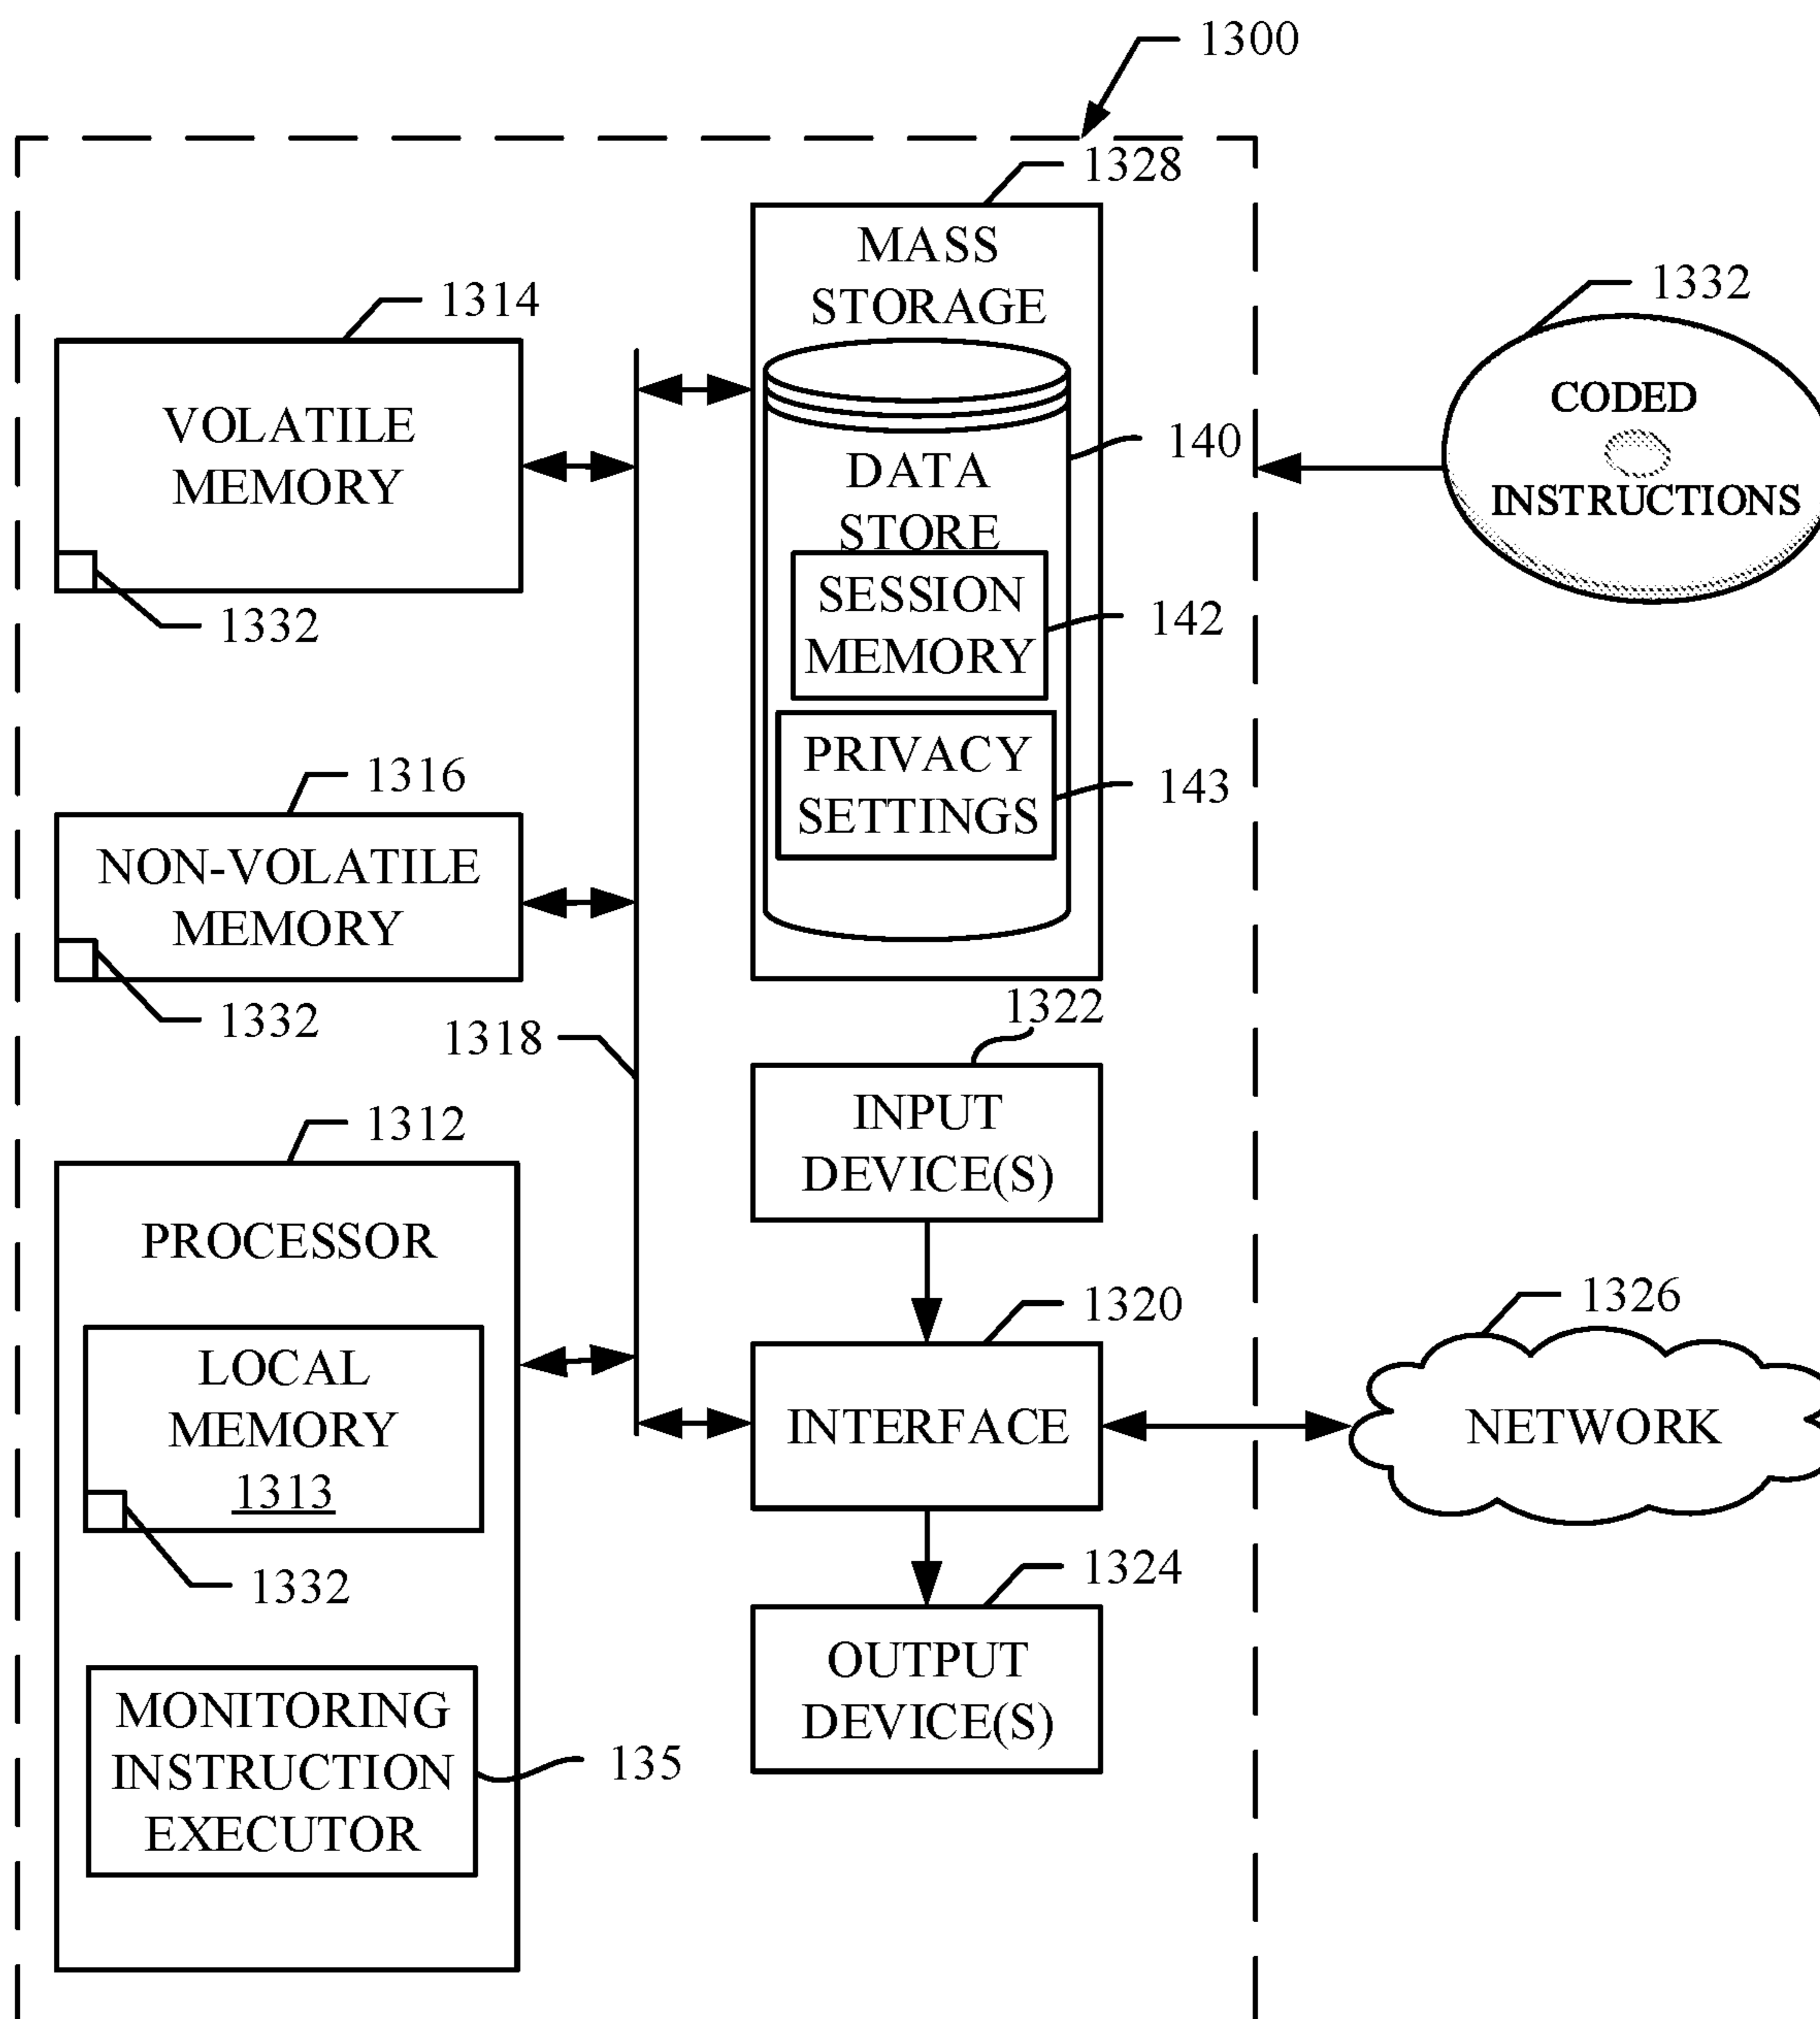 1300
1328
MASS
STORAGE
1314
VOLATILE
MEMORY
1332
140
DATA
STORE
SESSION
MEMORY
142
PRIVACY
SETTINGS
143
1332
CODED
INSTRUCTIONS
1316
NON-VOLATILE
MEMORY
1332
1318
1322
INPUT
DEVICE(S)
1312
PROCESSOR
LOCAL
MEMORY
1313
1332
1320
INTERFACE
1326
NETWORK
1324
OUTPUT
DEVICE(S)
MONITORING
INSTRUCTION
EXECUTOR
135